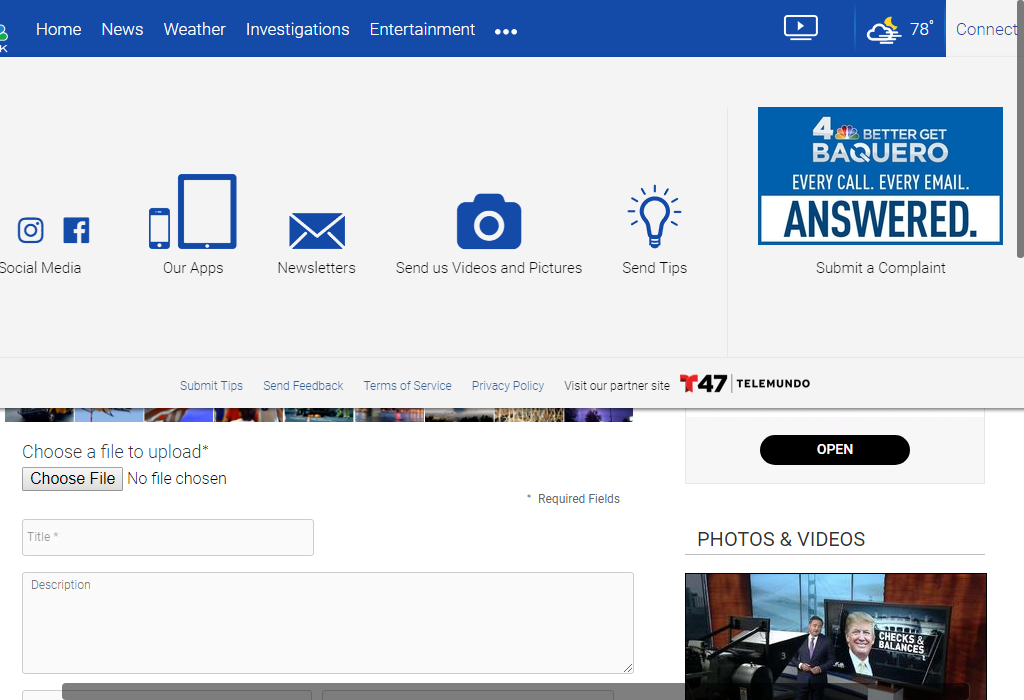 K
Home News Weather Investigations Entertainment
78° Connect
4 BETTER GET
BAQUERO
EVERY CALL. EVERY EMAIL.
ANSWERED.
Social Media Our Apps Newsletters Send us Videos and Pictures Send Tips Submit a Complaint
Submit Tips Send Feedback Terms of Service Privacy Policy Visit our partner site T47 TELEMUNDO
Choose a file to upload*
Choose File No file chosen
* Required Fields
Title *
Description
OPEN
PHOTOS & VIDEOS
CHECKS &
BALANCES
3